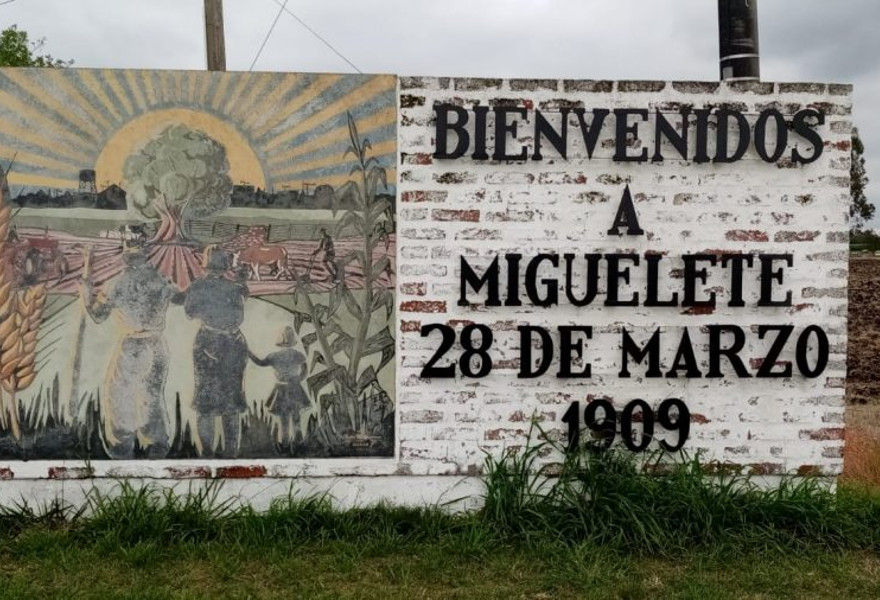 BIENVENIDOS
A
MIGUELETE
28 DE MARZO
1909